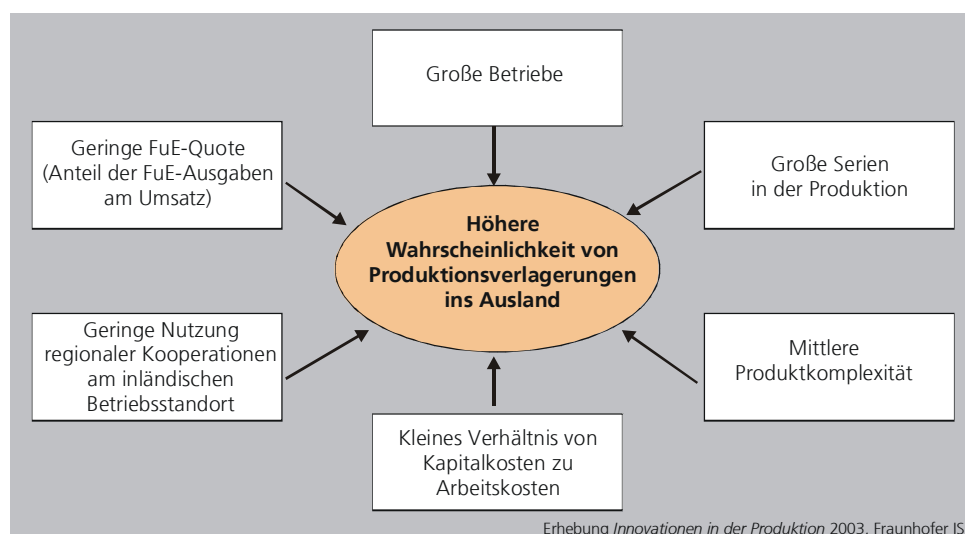 Große Betriebe
Geringe FuE-Quote
(Anteil der FuE-Ausgaben
am Umsatz)
Große Serien
in der Produktion
Höhere
Wahrscheinlichkeit von
Produktionsverlagerungen
ins Ausland
Geringe Nutzung
regionaler Kooperationen
am inländischen
Betriebsstandort
Mittlere
Produktkomplexität
Kleines Verhältnis von
Kapitalkosten zu
Arbeitskosten
Erhebung Innovationen in der Produktion 2003, Fraunhofer IS